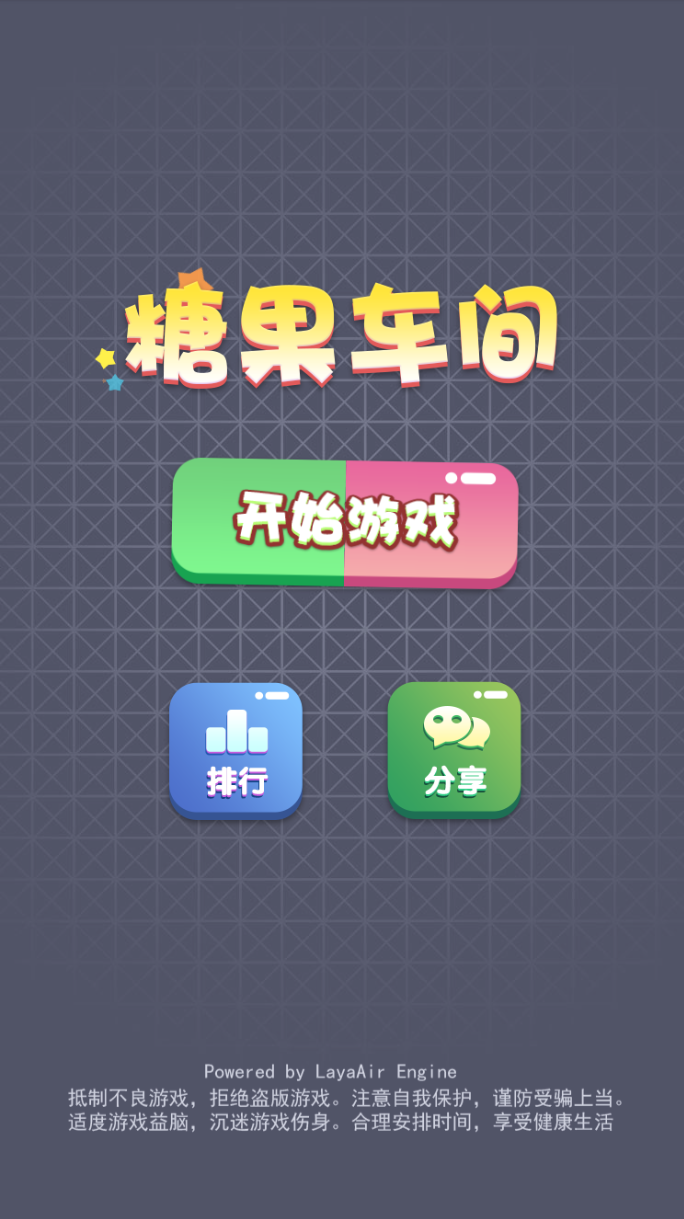 糖果车间
开始游戏
排行
分享
Powered by LayaAir Engine
抵制不良游戏，拒绝盗版游戏。注意自我保护，谨防受骗上当。
适度游戏益脑，沉迷游戏伤身。合理安排时间，享受健康生活